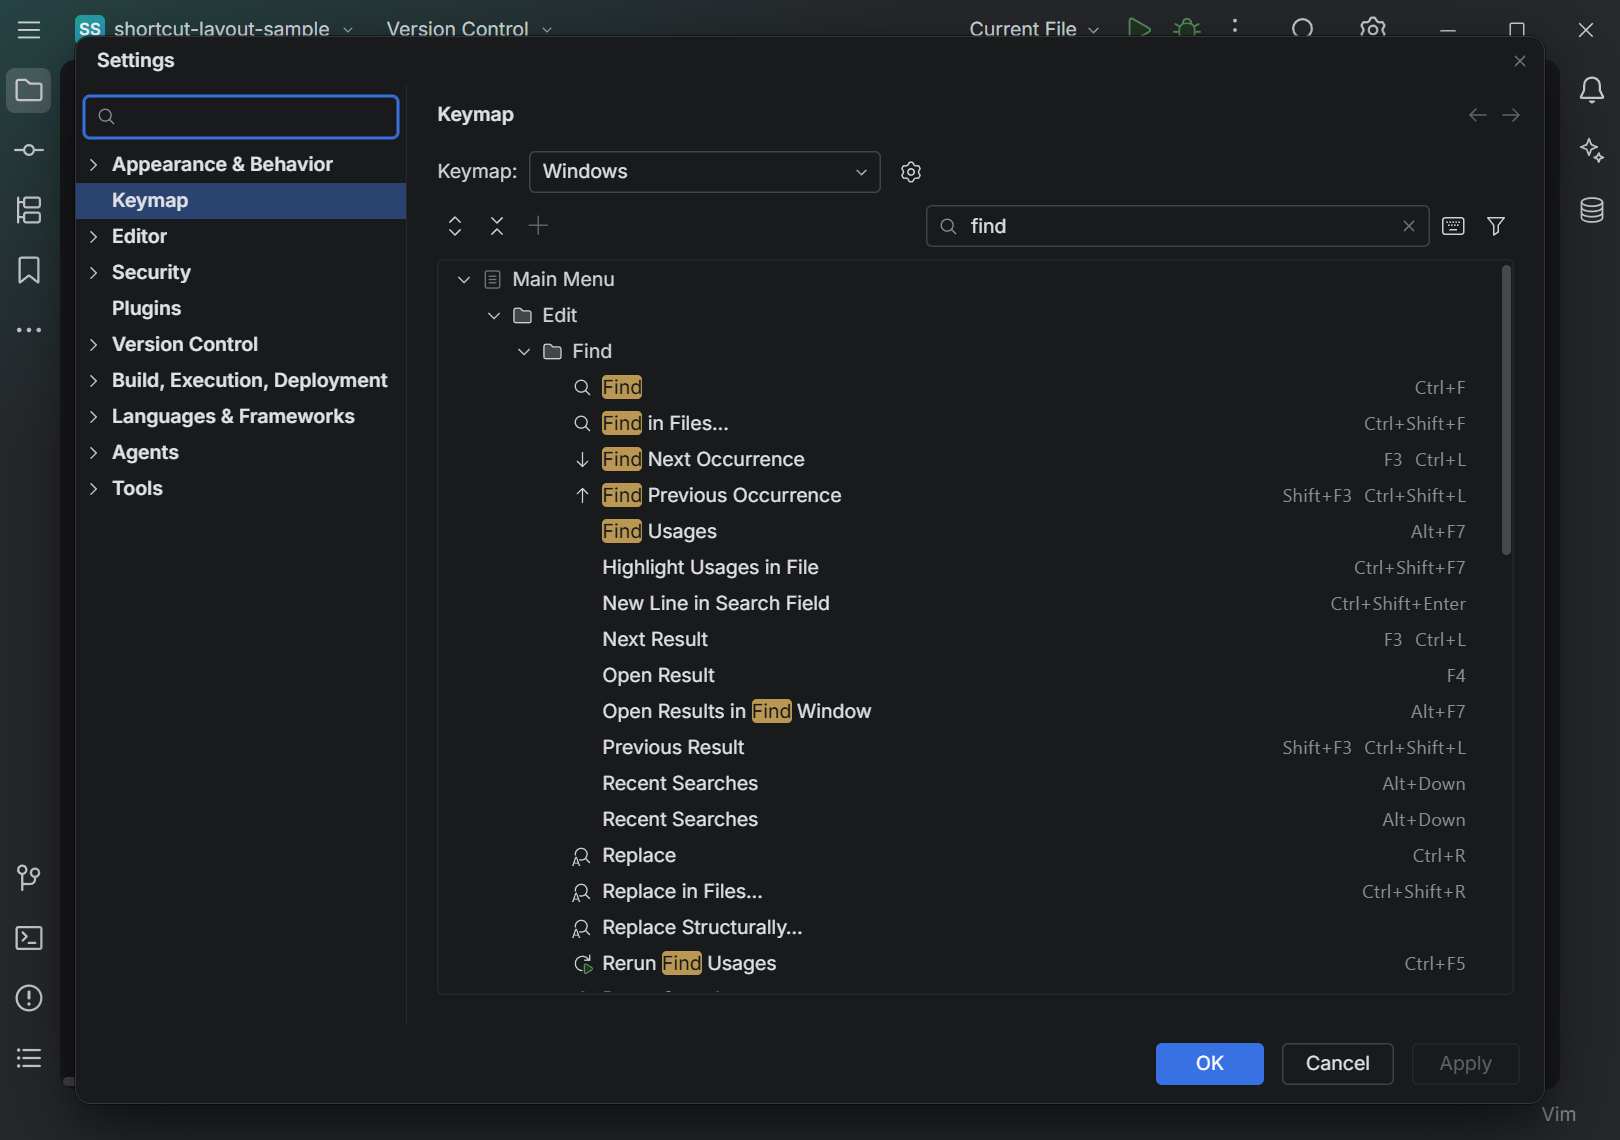 SS shortcut-layout-sample Version Control Current File
Settings
Keymap
Keymap: Windows
find
Appearance & Behavior
Keymap
Editor
Security
Plugins
Version Control
Build, Execution, Deployment
Languages & Frameworks
Agents
Tools
Main Menu
Edit
Find
Find Ctrl+F
Find in Files... Ctrl+Shift+F
Find Next Occurrence F3 Ctrl+L
Find Previous Occurrence Shift+F3 Ctrl+Shift+L
Find Usages Alt+F7
Highlight Usages in File Ctrl+Shift+F7
New Line in Search Field Ctrl+Shift+Enter
Next Result F3 Ctrl+L
Open Result F4
Open Results in Find Window Alt+F7
Previous Result Shift+F3 Ctrl+Shift+L
Recent Searches Alt+Down
Recent Searches Alt+Down
Replace Ctrl+R
Replace in Files... Ctrl+Shift+R
Replace Structurally...
Rerun Find Usages Ctrl+F5
OK Cancel Apply
Vim